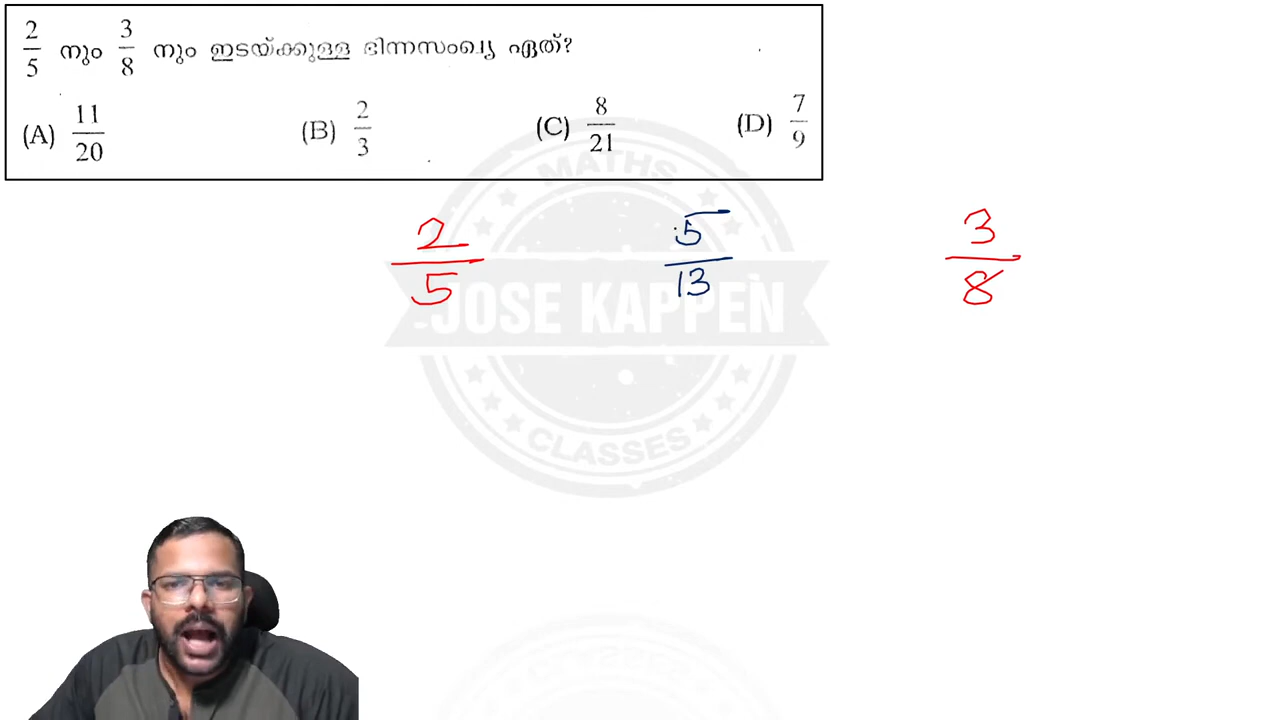 2/5 നും 3/8 നും ഇടയ്ക്കുള്ള ഭിന്നസംഖ്യ ഏത്?
(A) 11/20 (B) 2/3 (C) 8/21 (D) 7/9
MATHS
2/5 5/13 3/8
JOSE KAPPEN
CLASSES